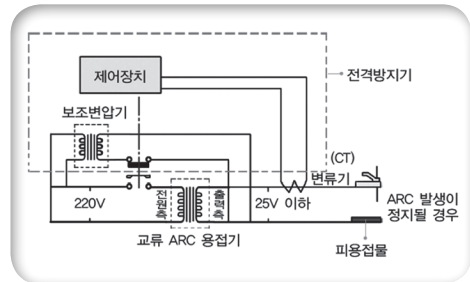 제어장치
전격방지기
보조변압기
(CT)
변류기
220V
전원측
출력측
25V 이하
ARC 발생이
정지될 경우
교류 ARC 용접기
피용접물